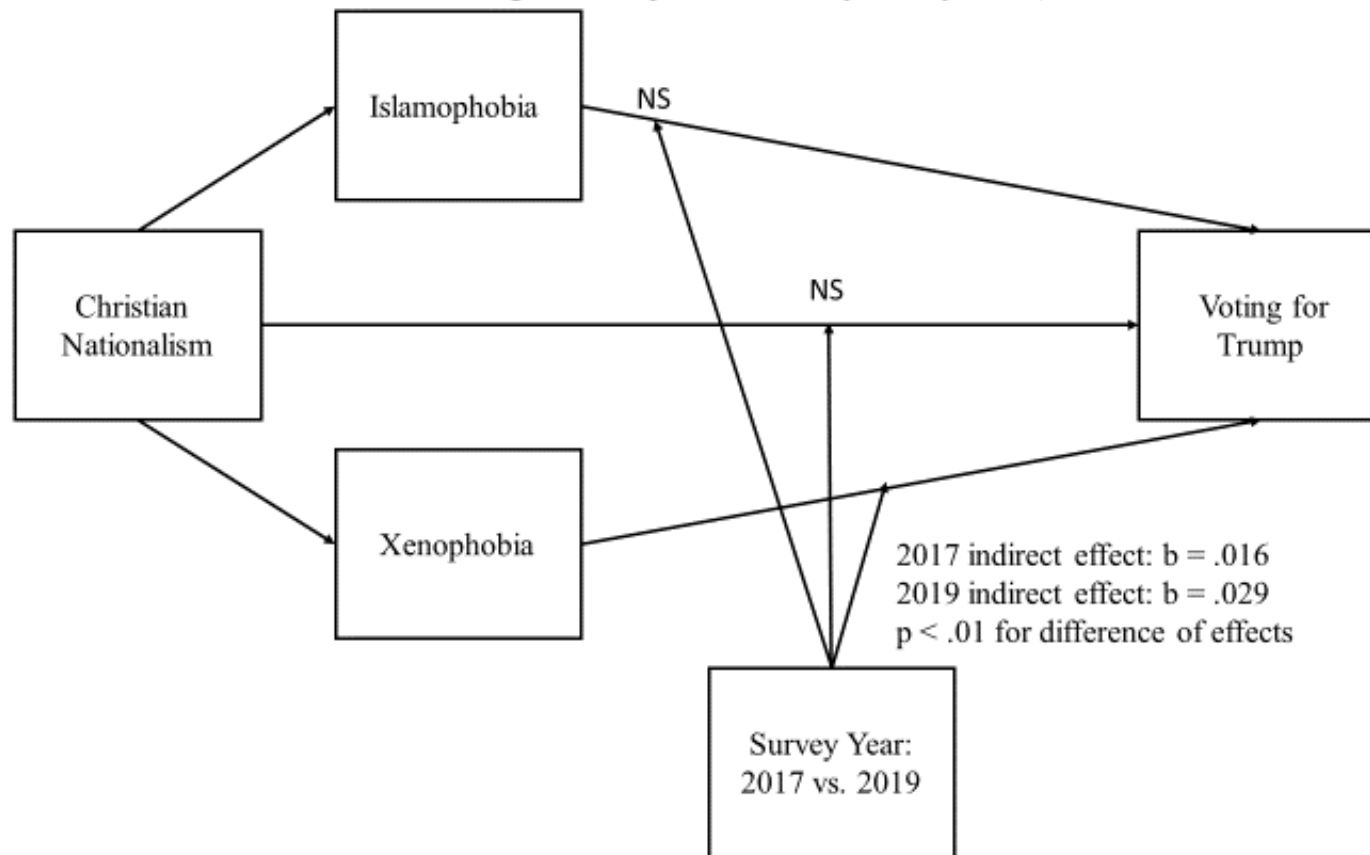 Islamophobia
NS
Christian
Nationalism
NS
Voting for
Trump
Xenophobia
2017 indirect effect: b = .016
2019 indirect effect: b = .029
p < .01 for difference of effects
Survey Year:
2017 vs. 2019